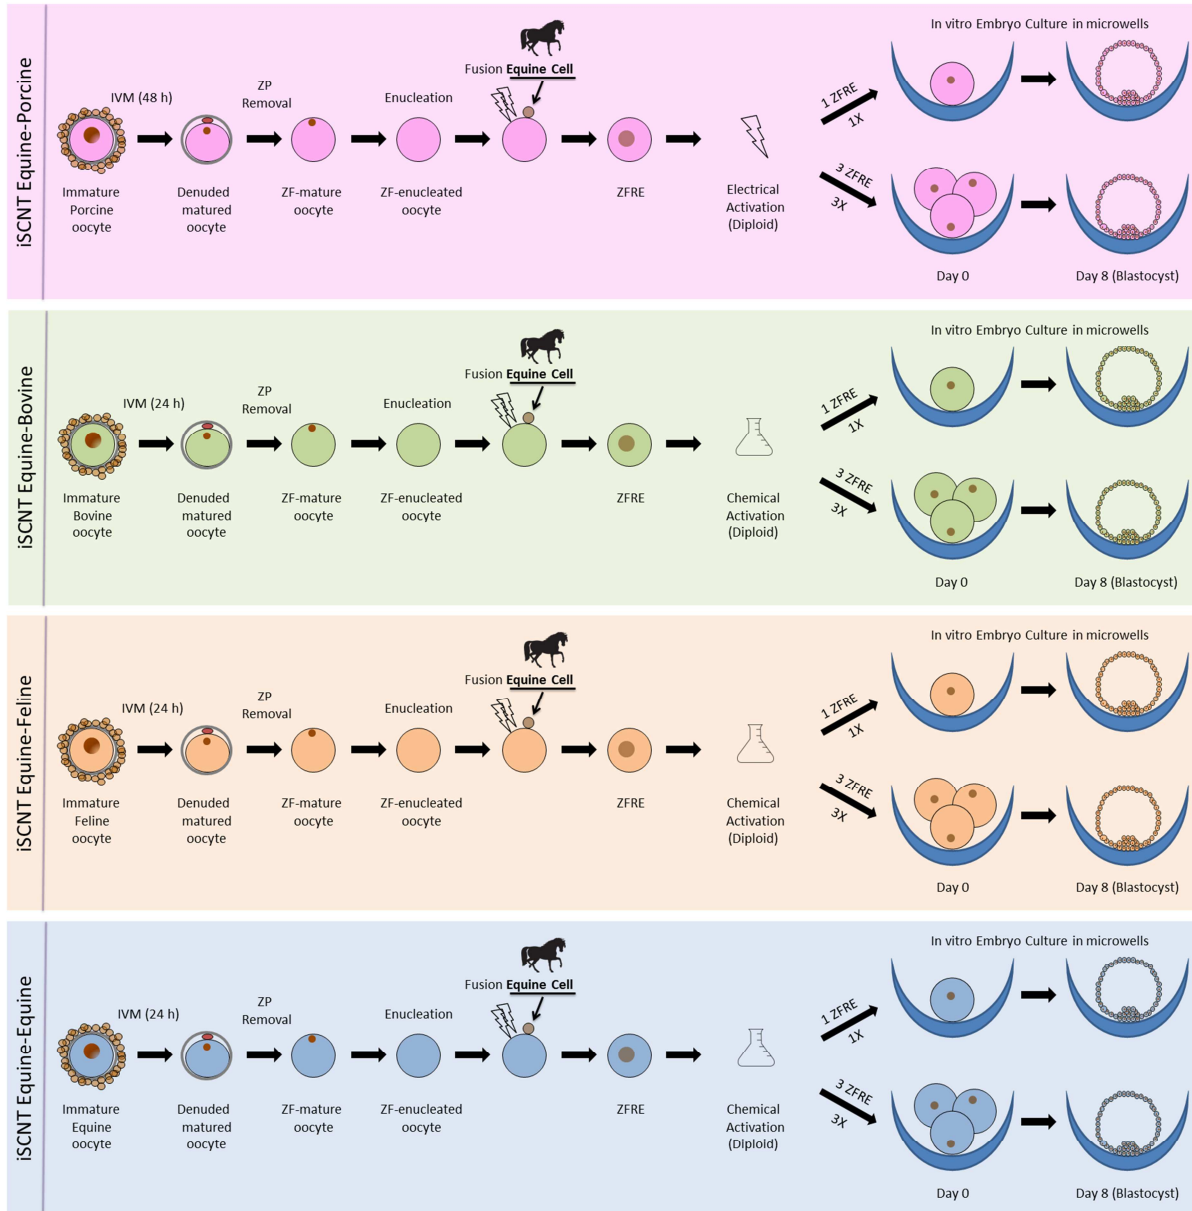 iSCNT Equine-Porcine
In vitro Embryo Culture in microwells
Fusion Equine Cell
IVM (48 h)
ZP
Removal
Enucleation
1 ZFRE
1X
3 ZFRE
3X
Immature
Porcine
oocyte
Denuded
matured
oocyte
ZF-mature
oocyte
ZF-enucleated
oocyte
ZFRE
Electrical
Activation
(Diploid)
Day 0
Day 8 (Blastocyst)
iSCNT Equine-Bovine
In vitro Embryo Culture in microwells
Fusion Equine Cell
IVM (24 h)
ZP
Removal
Enucleation
1 ZFRE
1X
3 ZFRE
3X
Immature
Bovine
oocyte
Denuded
matured
oocyte
ZF-mature
oocyte
ZF-enucleated
oocyte
ZFRE
Chemical
Activation
(Diploid)
Day 0
Day 8 (Blastocyst)
iSCNT Equine-Feline
In vitro Embryo Culture in microwells
Fusion Equine Cell
IVM (24 h)
ZP
Removal
Enucleation
1 ZFRE
1X
3 ZFRE
3X
Immature
Feline
oocyte
Denuded
matured
oocyte
ZF-mature
oocyte
ZF-enucleated
oocyte
ZFRE
Chemical
Activation
(Diploid)
Day 0
Day 8 (Blastocyst)
iSCNT Equine-Equine
In vitro Embryo Culture in microwells
Fusion Equine Cell
IVM (24 h)
ZP
Removal
Enucleation
1 ZFRE
1X
3 ZFRE
3X
Immature
Equine
oocyte
Denuded
matured
oocyte
ZF-mature
oocyte
ZF-enucleated
oocyte
ZFRE
Chemical
Activation
(Diploid)
Day 0
Day 8 (Blastocyst)